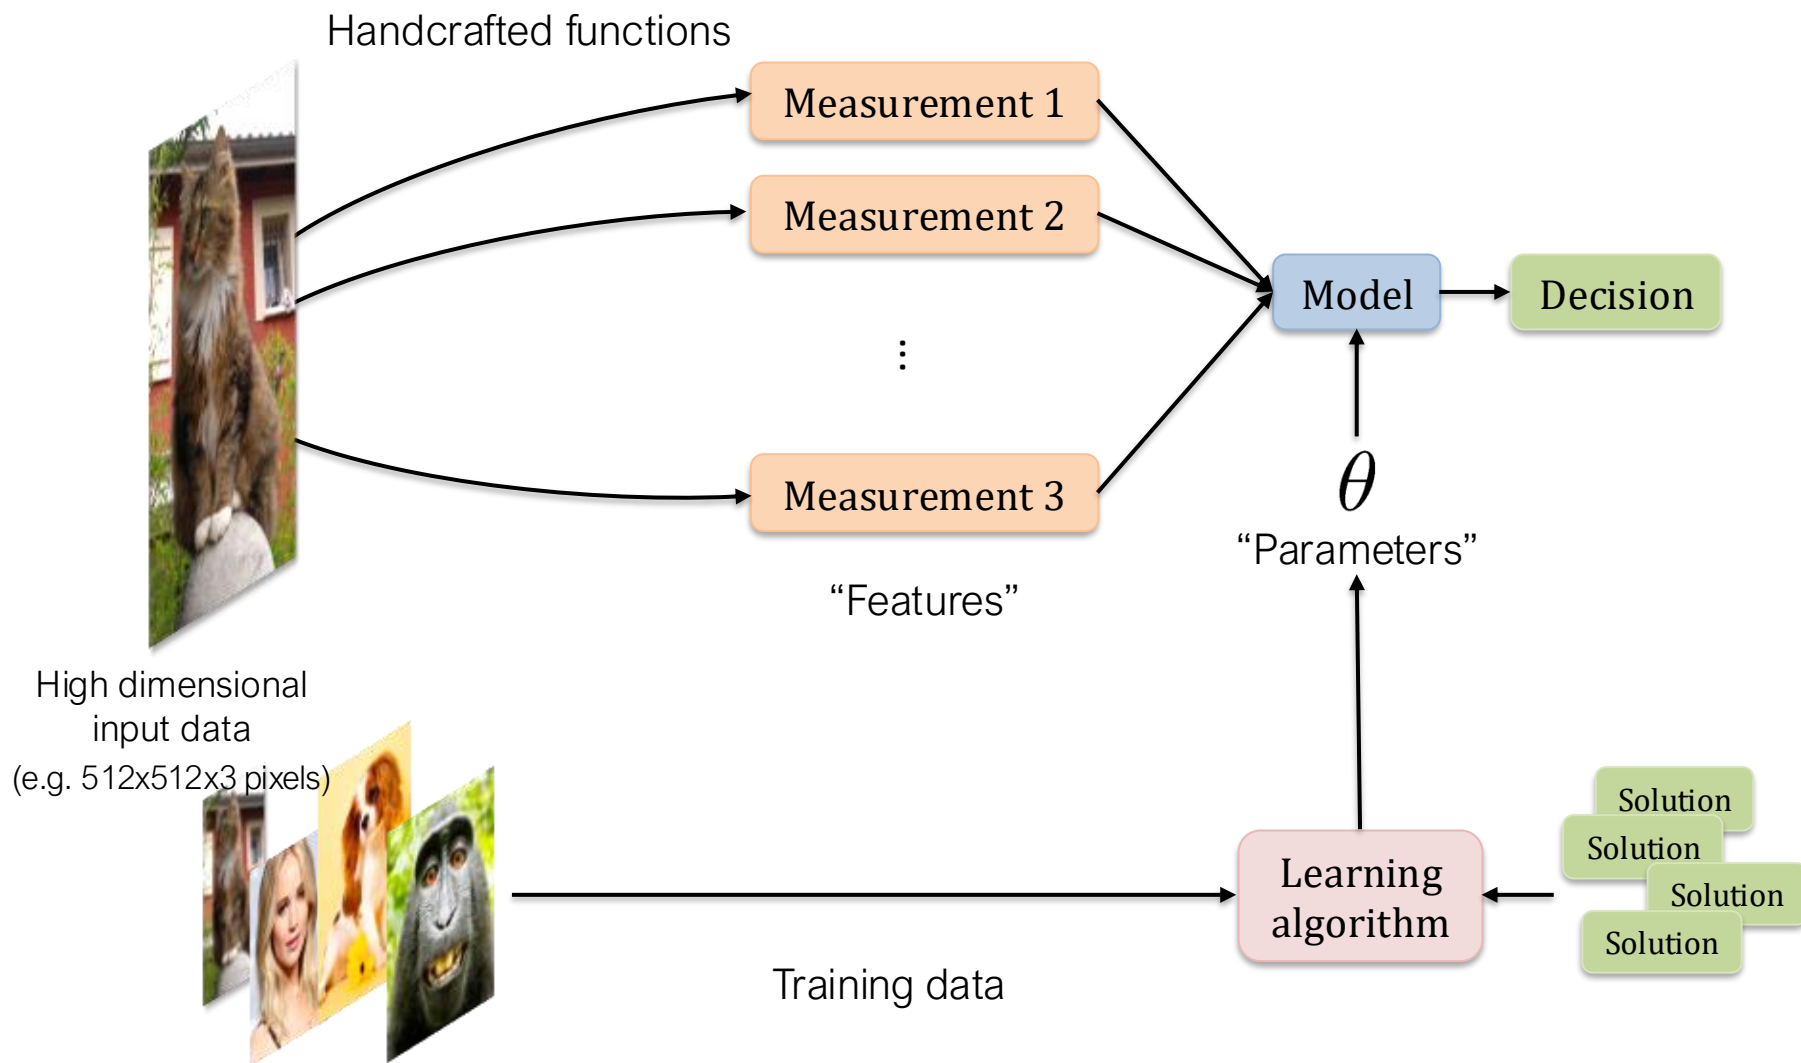 Handcrafted functions
Measurement 1
Measurement 2
Model
Decision
⋮
Measurement 3
θ
“Parameters”
“Features”
High dimensional
input data
(e.g. 512x512x3 pixels)
Solution
Solution
Solution
Solution
Learning
algorithm
Training data